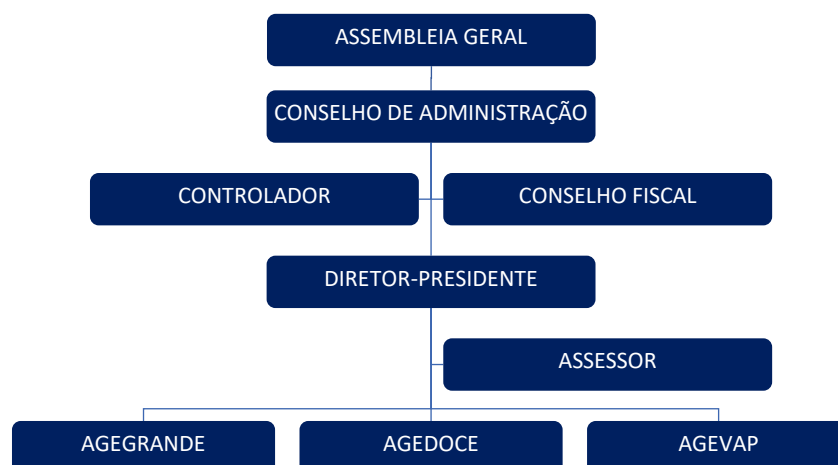 ASSEMBLEIA GERAL
CONSELHO DE ADMINISTRAÇÃO
CONTROLADOR
CONSELHO FISCAL
DIRETOR-PRESIDENTE
ASSESSOR
AGEGRANDE
AGEDOCE
AGEVAP